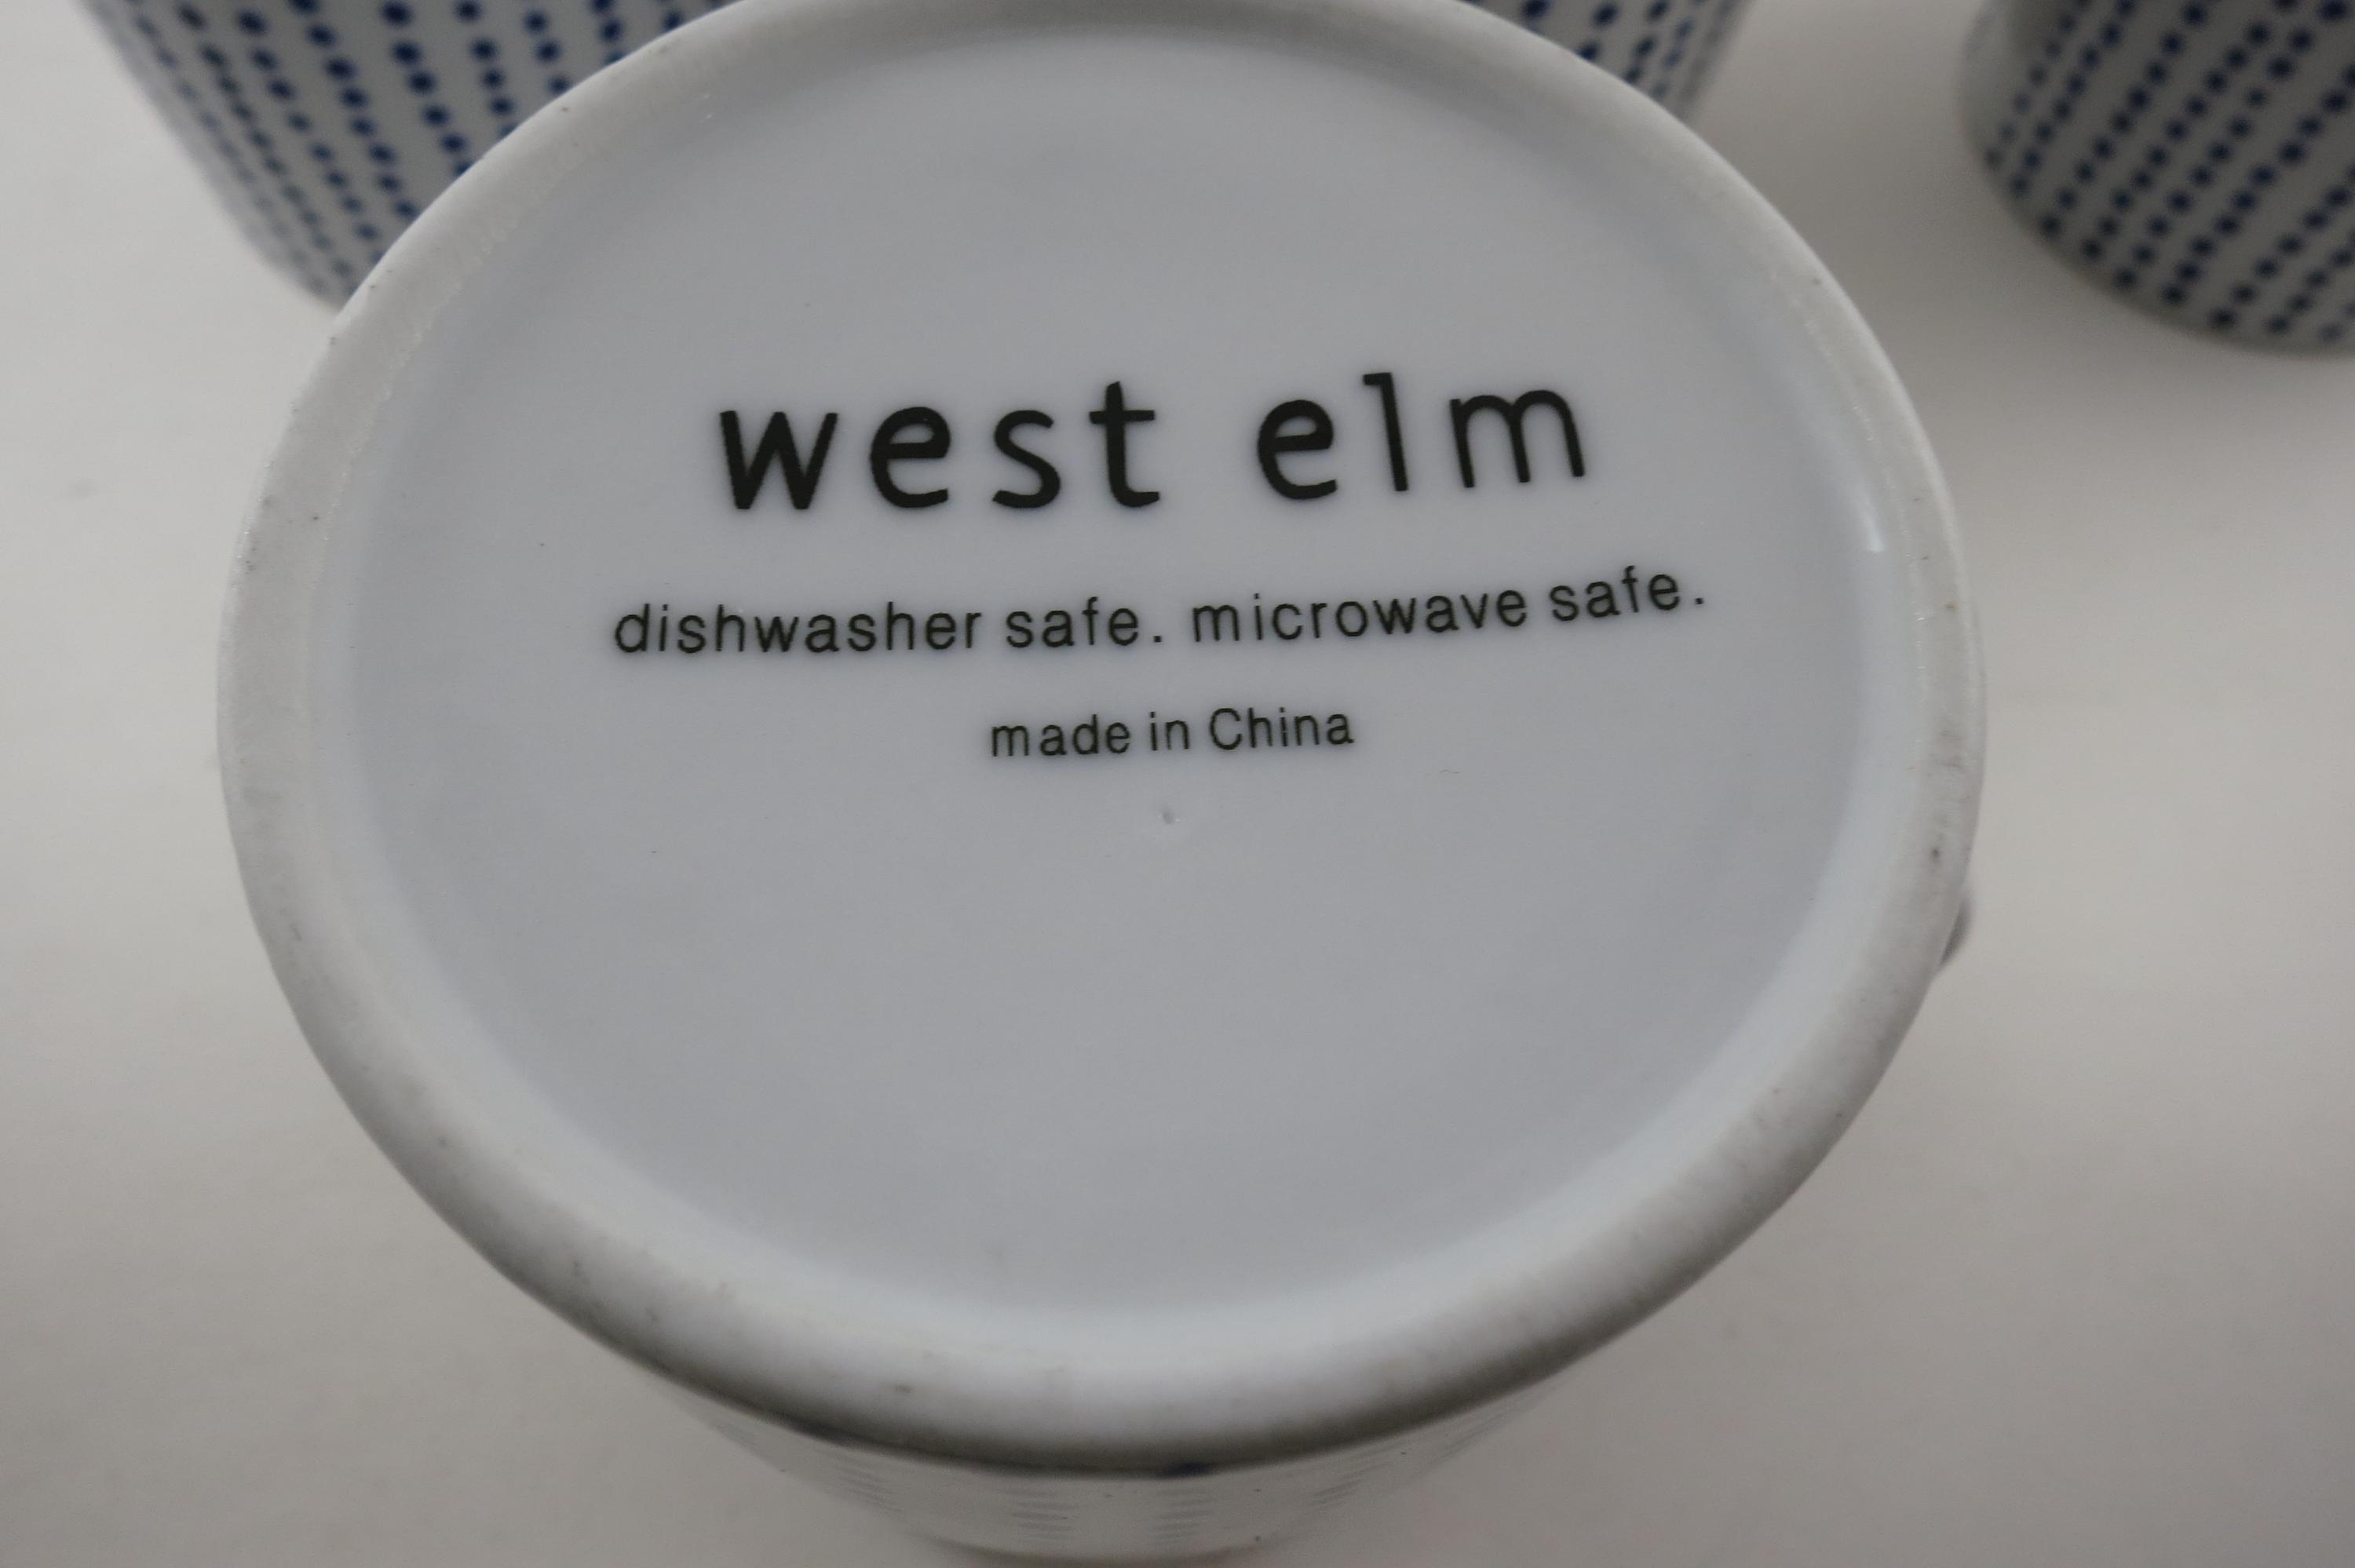 west elm
dishwasher safe. microwave safe.
made in China